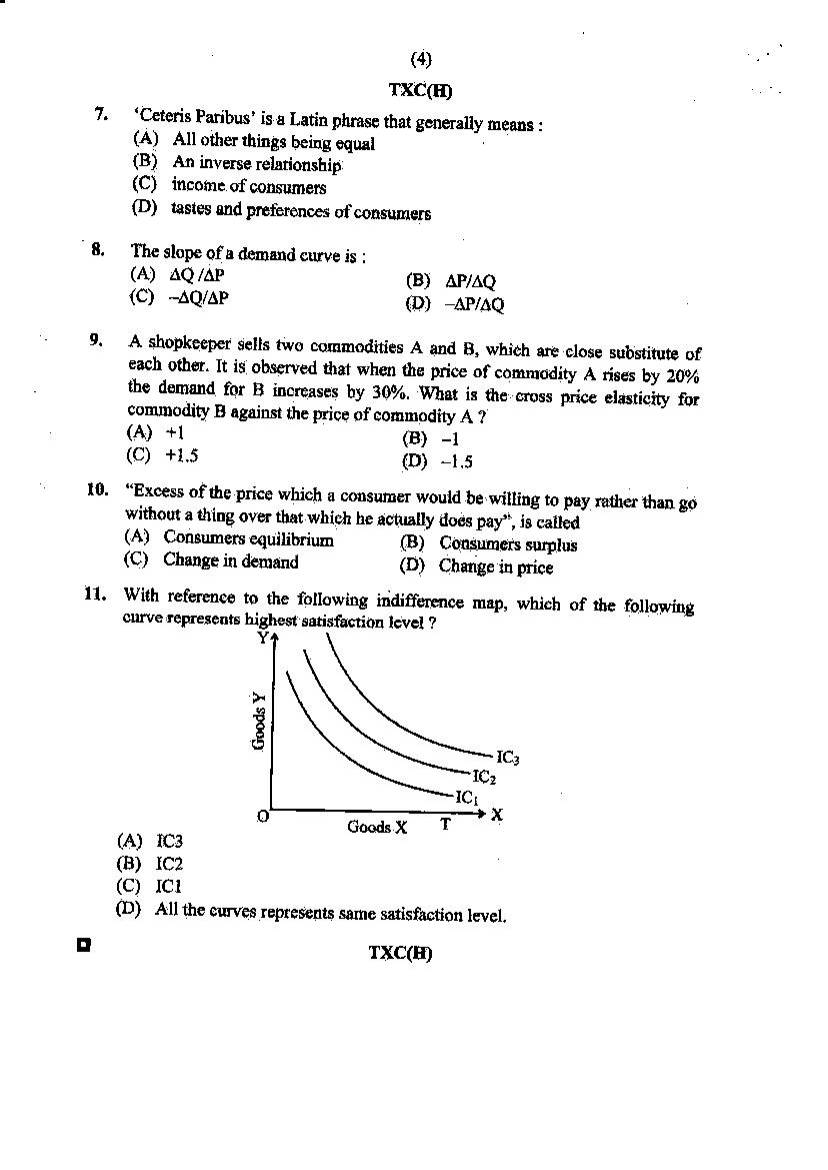 (4)
TXC(H)
7. ‘Ceteris Paribus’ is a Latin phrase that generally means :
(A) All other things being equal
(B) An inverse relationship
(C) income of consumers
(D) tastes and preferences of consumers
8. The slope of a demand curve is :
(A) ΔQ/ΔP (B) ΔP/ΔQ
(C) –ΔQ/ΔP (D) –ΔP/ΔQ
9. A shopkeeper sells two commodities A and B, which are close substitute of
each other. It is observed that when the price of commodity A rises by 20%
the demand for B increases by 30%. What is the cross price elasticity for
commodity B against the price of commodity A ?
(A) +1 (B) –1
(C) +1.5 (D) –1.5
10. “Excess of the price which a consumer would be willing to pay rather than go
without a thing over that which he actually does pay”, is called
(A) Consumers equilibrium (B) Consumers surplus
(C) Change in demand (D) Change in price
11. With reference to the following indifference map, which of the following
curve represents highest satisfaction level ?
Y
Goods Y
IC3
IC2
IC1
O X
Goods X T
(A) IC3
(B) IC2
(C) IC1
(D) All the curves represents same satisfaction level.
TXC(H)